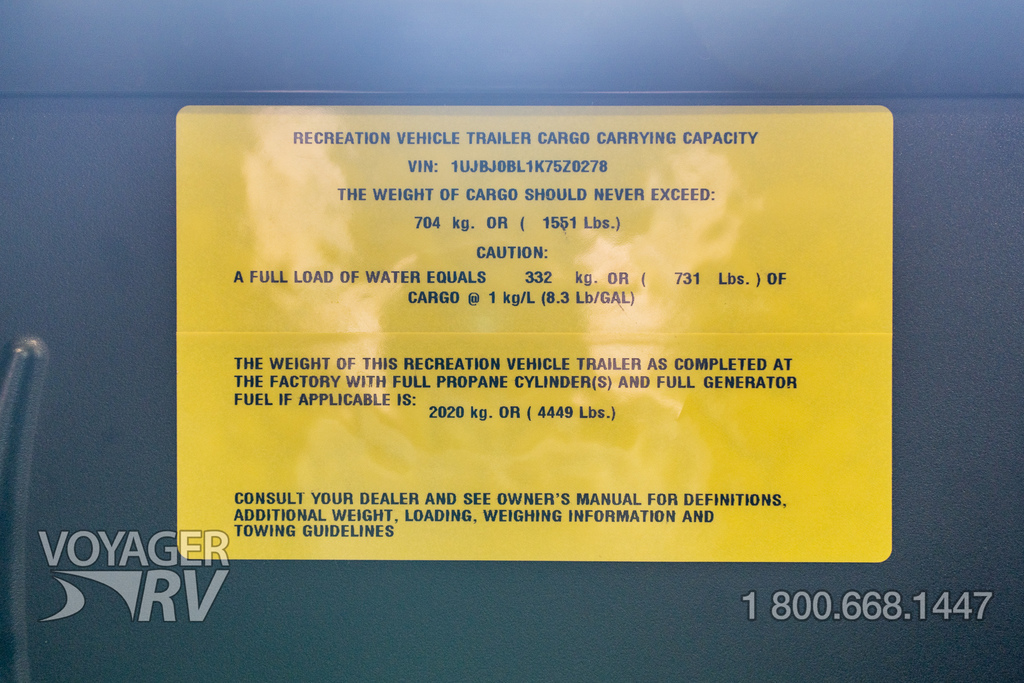 RECREATION VEHICLE TRAILER CARGO CARRYING CAPACITY
VIN: 1UJBJ0BL1K75Z0278
THE WEIGHT OF CARGO SHOULD NEVER EXCEED:
704 kg. OR ( 1551 Lbs.)
CAUTION:
A FULL LOAD OF WATER EQUALS 332 kg. OR ( 731 Lbs. ) OF
CARGO @ 1 kg/L (8.3 Lb/GAL)
THE WEIGHT OF THIS RECREATION VEHICLE TRAILER AS COMPLETED AT
THE FACTORY WITH FULL PROPANE CYLINDER(S) AND FULL GENERATOR
FUEL IF APPLICABLE IS:
2020 kg. OR ( 4449 Lbs.)
CONSULT YOUR DEALER AND SEE OWNER'S MANUAL FOR DEFINITIONS,
ADDITIONAL WEIGHT, LOADING, WEIGHING INFORMATION AND
TOWING GUIDELINES
VOYAGER
RV
1 800.668.1447